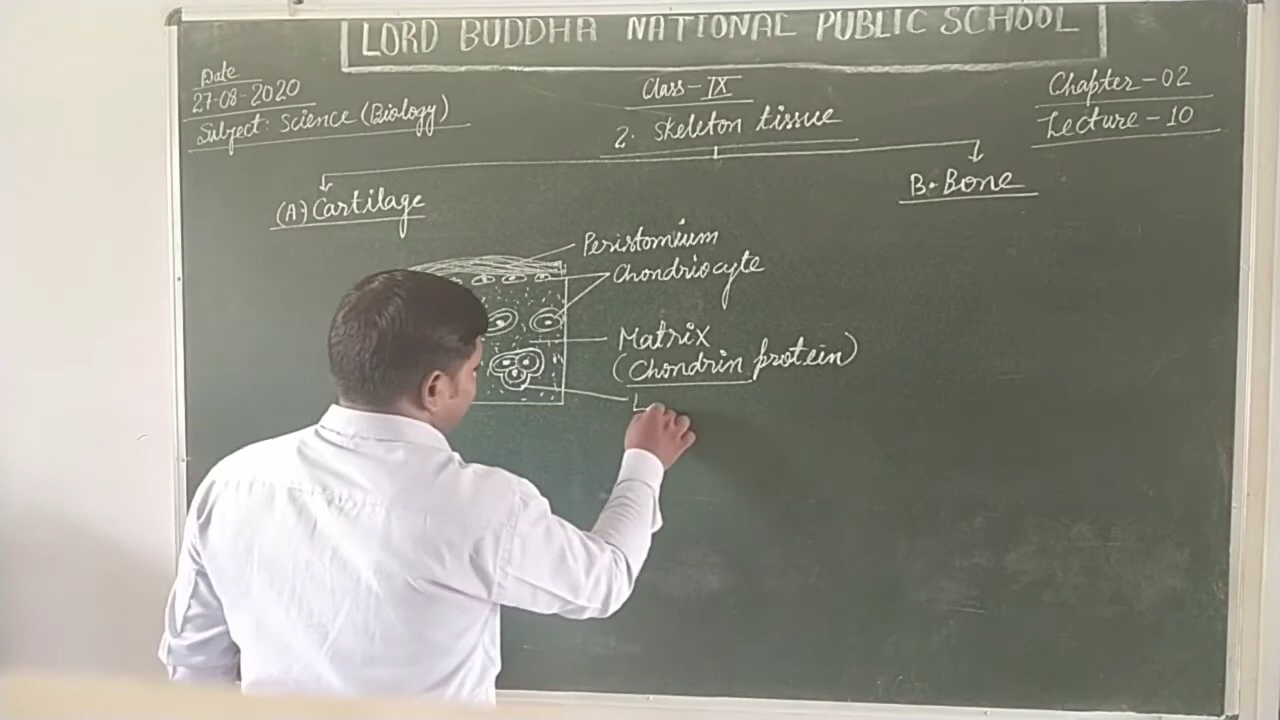 LORD BUDDHA NATIONAL PUBLIC SCHOOL
Date
27-08-2020
Subject: Science (Biology)
Class-IX
2. Skeleton tissue
Chapter-02
Lecture-10
(A) Cartilage
B. Bone
Peristomium
Chondriocyte
Matrix
(Chondrin protein)
L